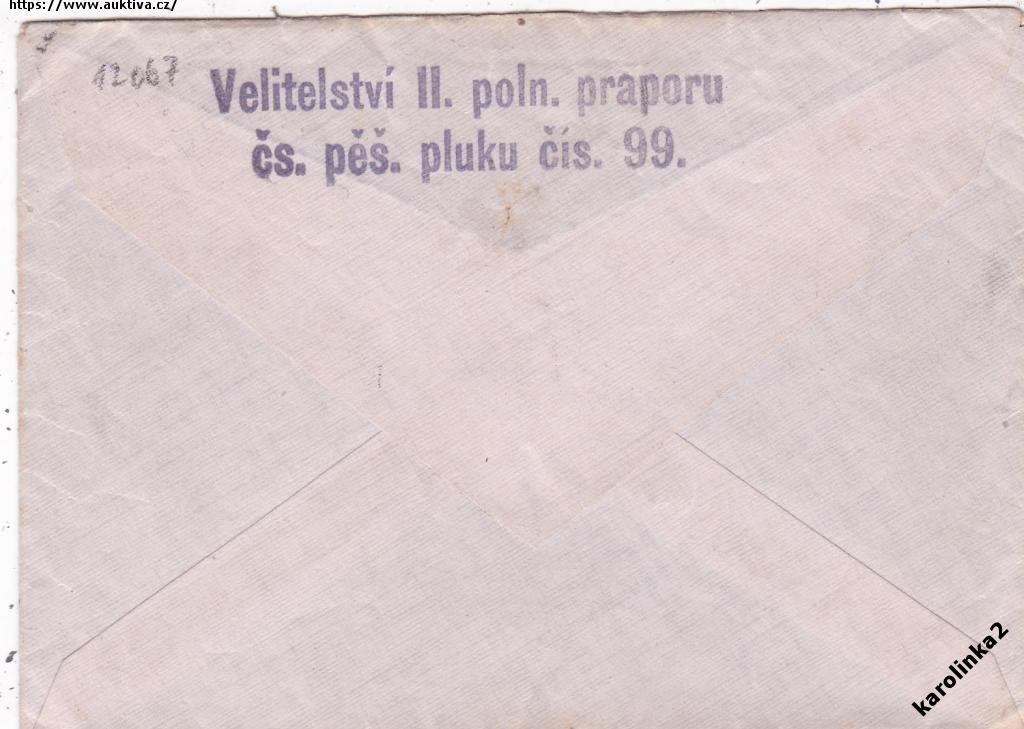 https://www.auktiva.cz/
12067
Velitelství II. poln. praporu
čs. pěš. pluku čís. 99.
karolinka2